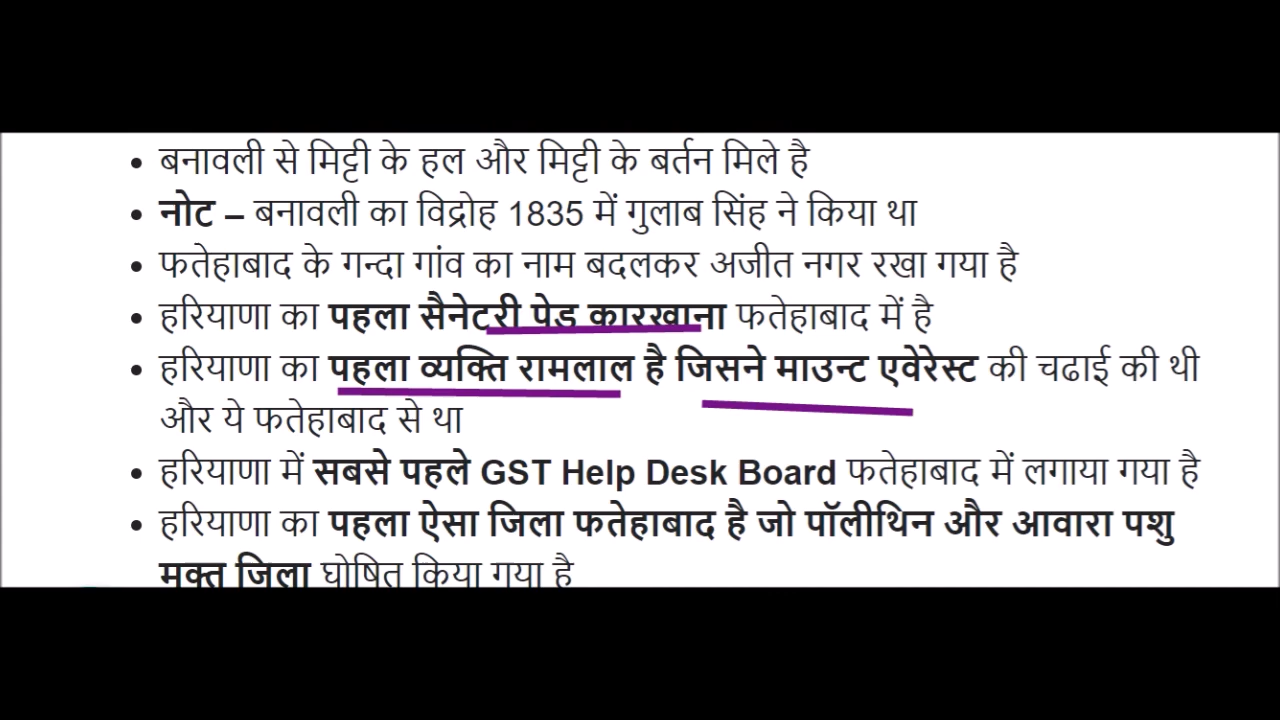 • बनावली से मिट्टी के हल और मिट्टी के बर्तन मिले है
• नोट – बनावली का विद्रोह 1835 में गुलाब सिंह ने किया था
• फतेहाबाद के गन्दा गांव का नाम बदलकर अजीत नगर रखा गया है
• हरियाणा का पहला सैनेटरी पेड कारखाना फतेहाबाद में है
• हरियाणा का पहला व्यक्ति रामलाल है जिसने माउन्ट एवेरेस्ट की चढाई की थी
और ये फतेहाबाद से था
• हरियाणा में सबसे पहले GST Help Desk Board फतेहाबाद में लगाया गया है
• हरियाणा का पहला ऐसा जिला फतेहाबाद है जो पॉलीथिन और आवारा पशु
मुक्त जिला घोषित किया गया है